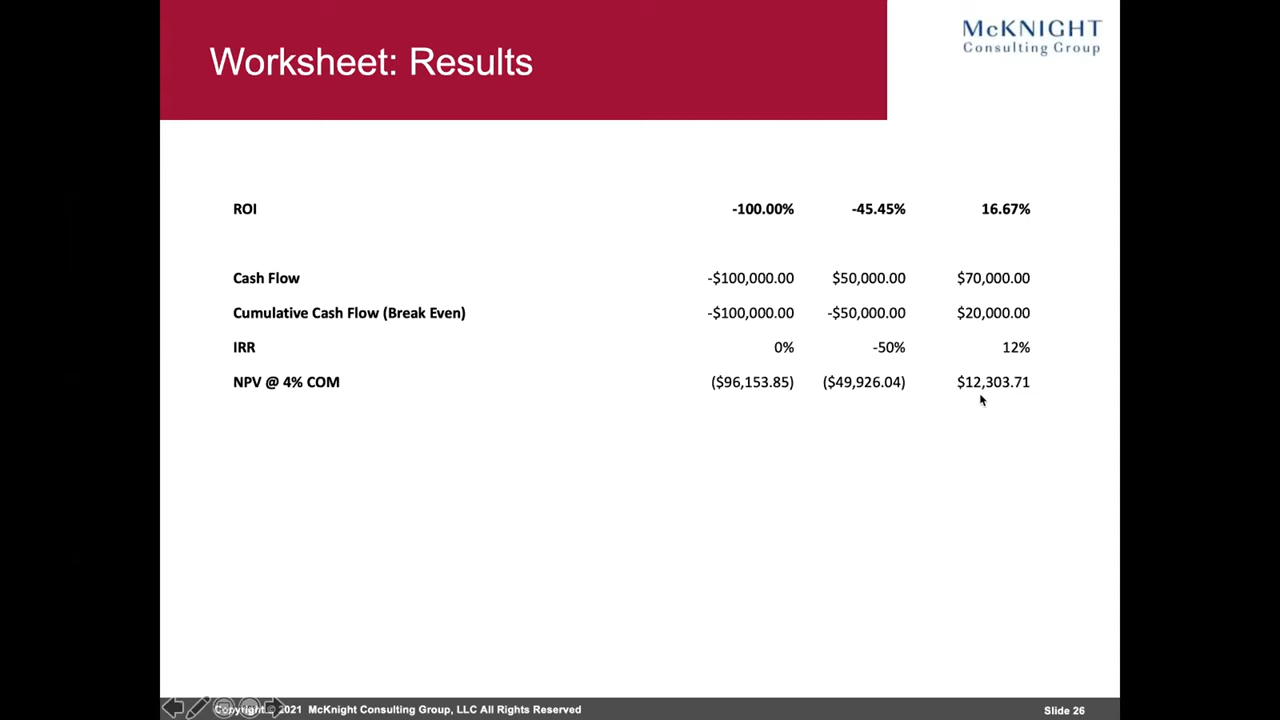 Worksheet: Results
McKNIGHT
Consulting Group
ROI -100.00% -45.45% 16.67%
Cash Flow -$100,000.00 $50,000.00 $70,000.00
Cumulative Cash Flow (Break Even) -$100,000.00 -$50,000.00 $20,000.00
IRR 0% -50% 12%
NPV @ 4% COM ($96,153.85) ($49,926.04) $12,303.71
Copyright © 2021 McKnight Consulting Group, LLC All Rights Reserved
Slide 26